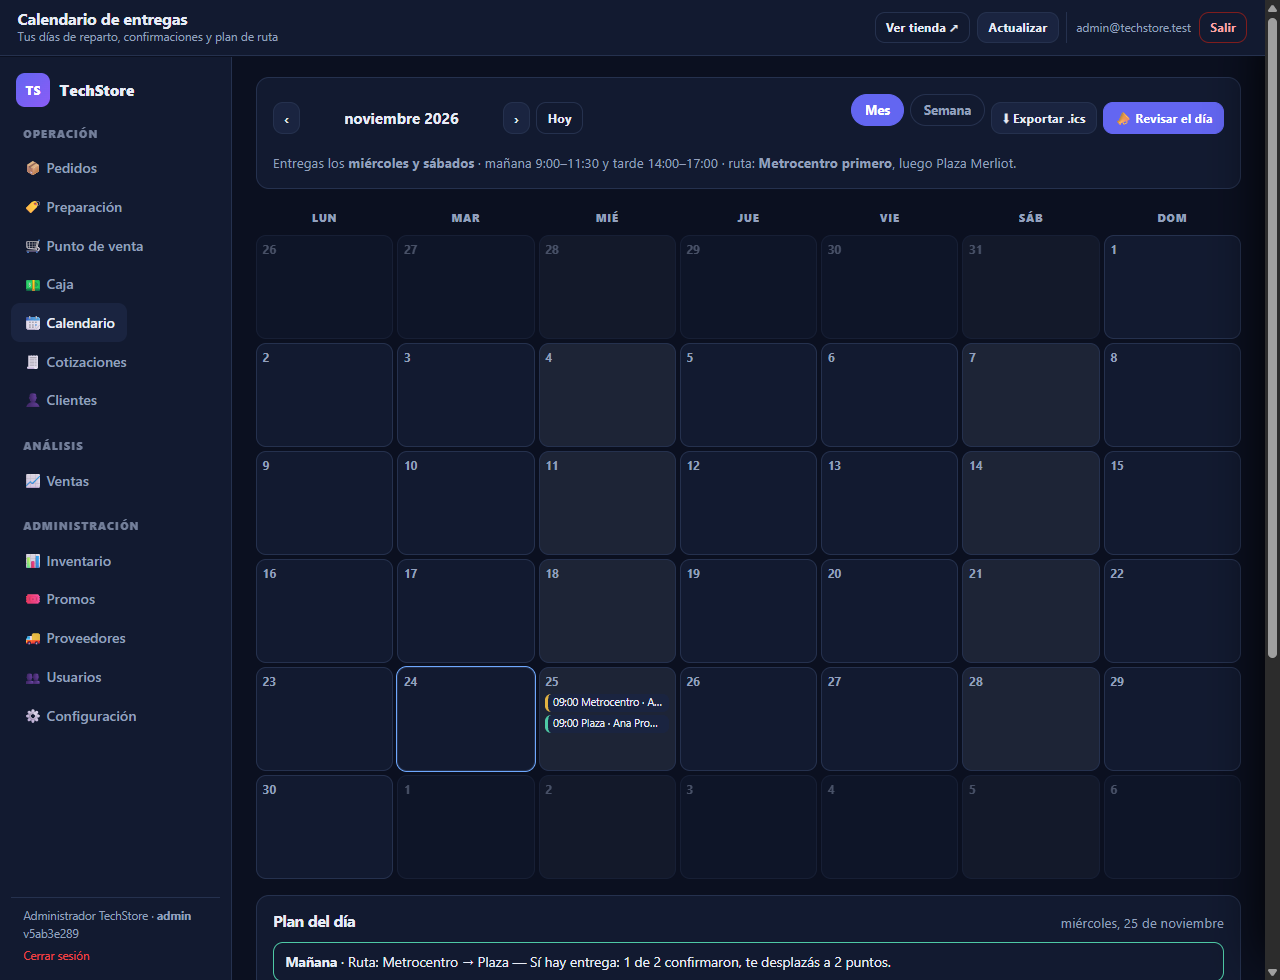 Calendario de entregas
Tus días de reparto, confirmaciones y plan de ruta
Ver tienda ↗
Actualizar
admin@techstore.test
Salir
TS
TechStore
OPERACIÓN
Pedidos
Preparación
Punto de venta
Caja
Calendario
Cotizaciones
Clientes
ANÁLISIS
Ventas
ADMINISTRACIÓN
Inventario
Promos
Proveedores
Usuarios
Configuración
Administrador TechStore · admin
v5ab3e289
Cerrar sesión
‹
noviembre 2026
›
Hoy
Mes
Semana
⬇ Exportar .ics
Revisar el día
Entregas los miércoles y sábados · mañana 9:00–11:30 y tarde 14:00–17:00 · ruta: Metrocentro primero, luego Plaza Merliot.
LUN MAR MIÉ JUE VIE SÁB DOM
26 27 28 29 30 31 1
2 3 4 5 6 7 8
9 10 11 12 13 14 15
16 17 18 19 20 21 22
23 24 25 26 27 28 29
09:00 Metrocentro · A...
09:00 Plaza · Ana Pro...
30 1 2 3 4 5 6
Plan del día
miércoles, 25 de noviembre
Mañana · Ruta: Metrocentro → Plaza — Sí hay entrega: 1 de 2 confirmaron, te desplazás a 2 puntos.